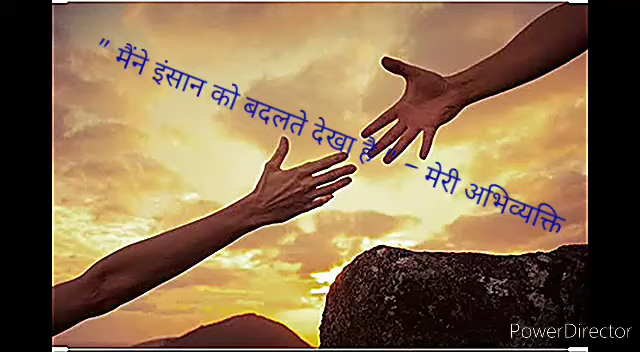 " मैंने इंसान को बदलते देखा है " – मेरी अभिव्यक्ति
PowerDirector